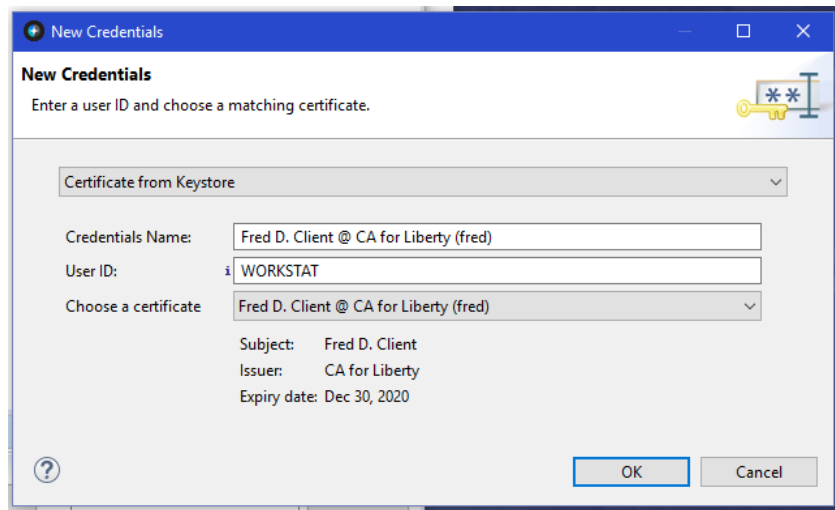 New Credentials
New Credentials
Enter a user ID and choose a matching certificate.
**
Certificate from Keystore
Credentials Name: Fred D. Client @ CA for Liberty (fred)
User ID: i WORKSTAT
Choose a certificate Fred D. Client @ CA for Liberty (fred)
Subject: Fred D. Client
Issuer: CA for Liberty
Expiry date: Dec 30, 2020
? OK Cancel